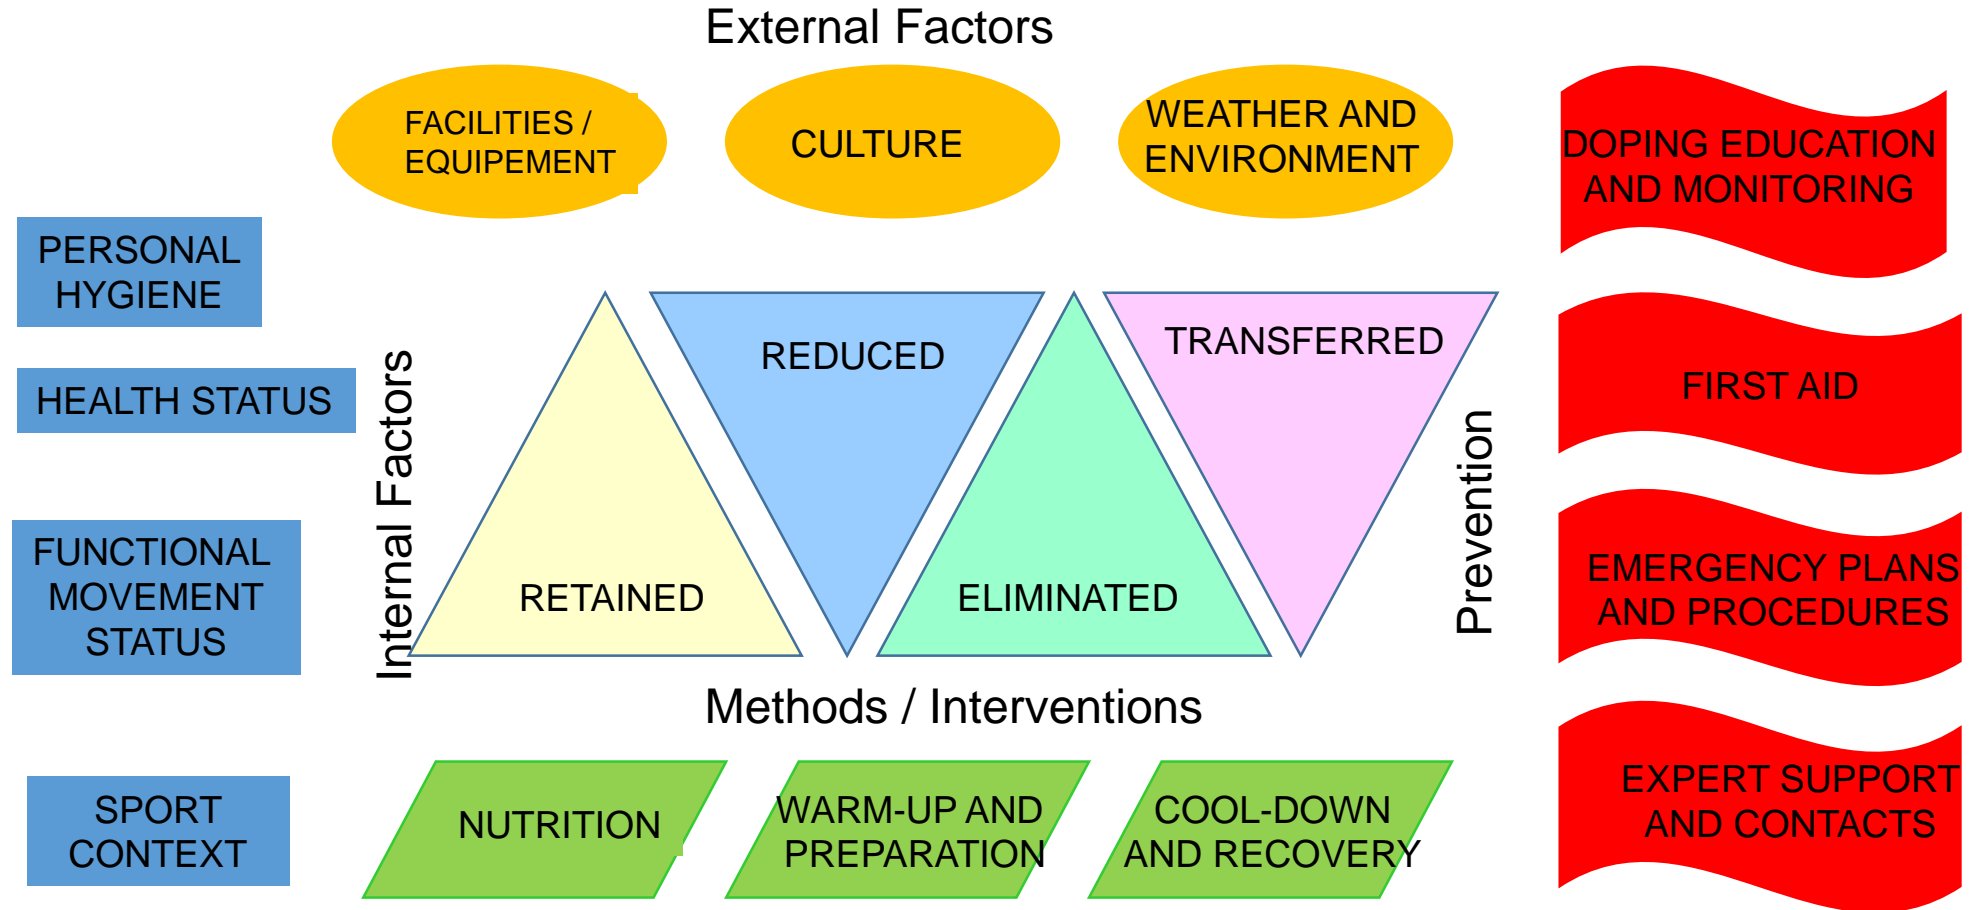 External Factors
FACILITIES /
EQUIPEMENT
CULTURE
WEATHER AND
ENVIRONMENT
DOPING EDUCATION
AND MONITORING
PERSONAL
HYGIENE
HEALTH STATUS
FUNCTIONAL
MOVEMENT
STATUS
SPORT
CONTEXT
Internal Factors
RETAINED
REDUCED
ELIMINATED
TRANSFERRED
Prevention
FIRST AID
EMERGENCY PLANS
AND PROCEDURES
EXPERT SUPPORT
AND CONTACTS
Methods / Interventions
NUTRITION
WARM-UP AND
PREPARATION
COOL-DOWN
AND RECOVERY